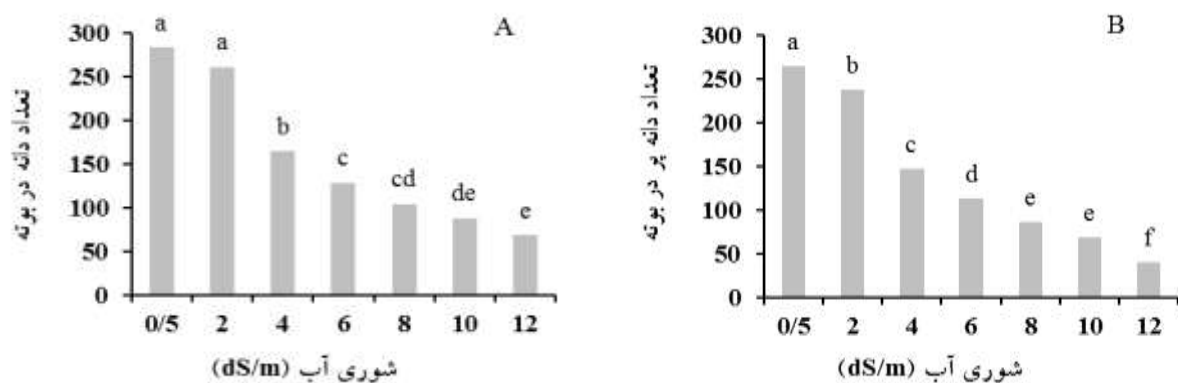 A
تعداد دانه در بوته
300
250
200
150
100
50
0
a a b c cd de e
0/5 2 4 6 8 10 12
شوری آب (dS/m)
B
تعداد دانه پر در بوته
300
250
200
150
100
50
0
a b c d e e f
0/5 2 4 6 8 10 12
شوری آب (dS/m)